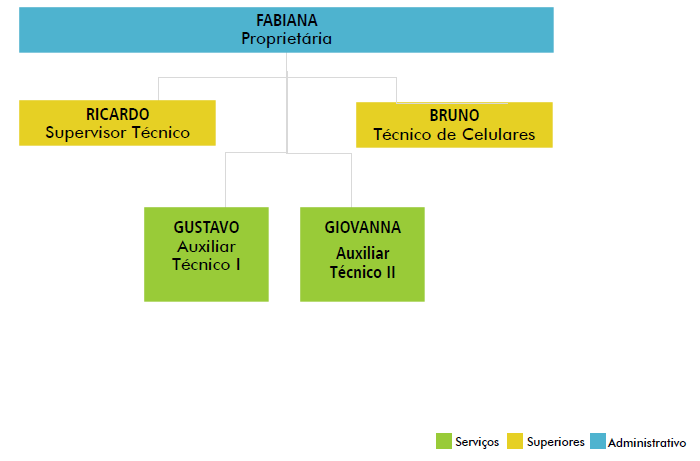 FABIANA
Proprietária
RICARDO
Supervisor Técnico
BRUNO
Técnico de Celulares
GUSTAVO
Auxiliar
Técnico I
GIOVANNA
Auxiliar
Técnico II
Serviços
Superiores
Administrativo